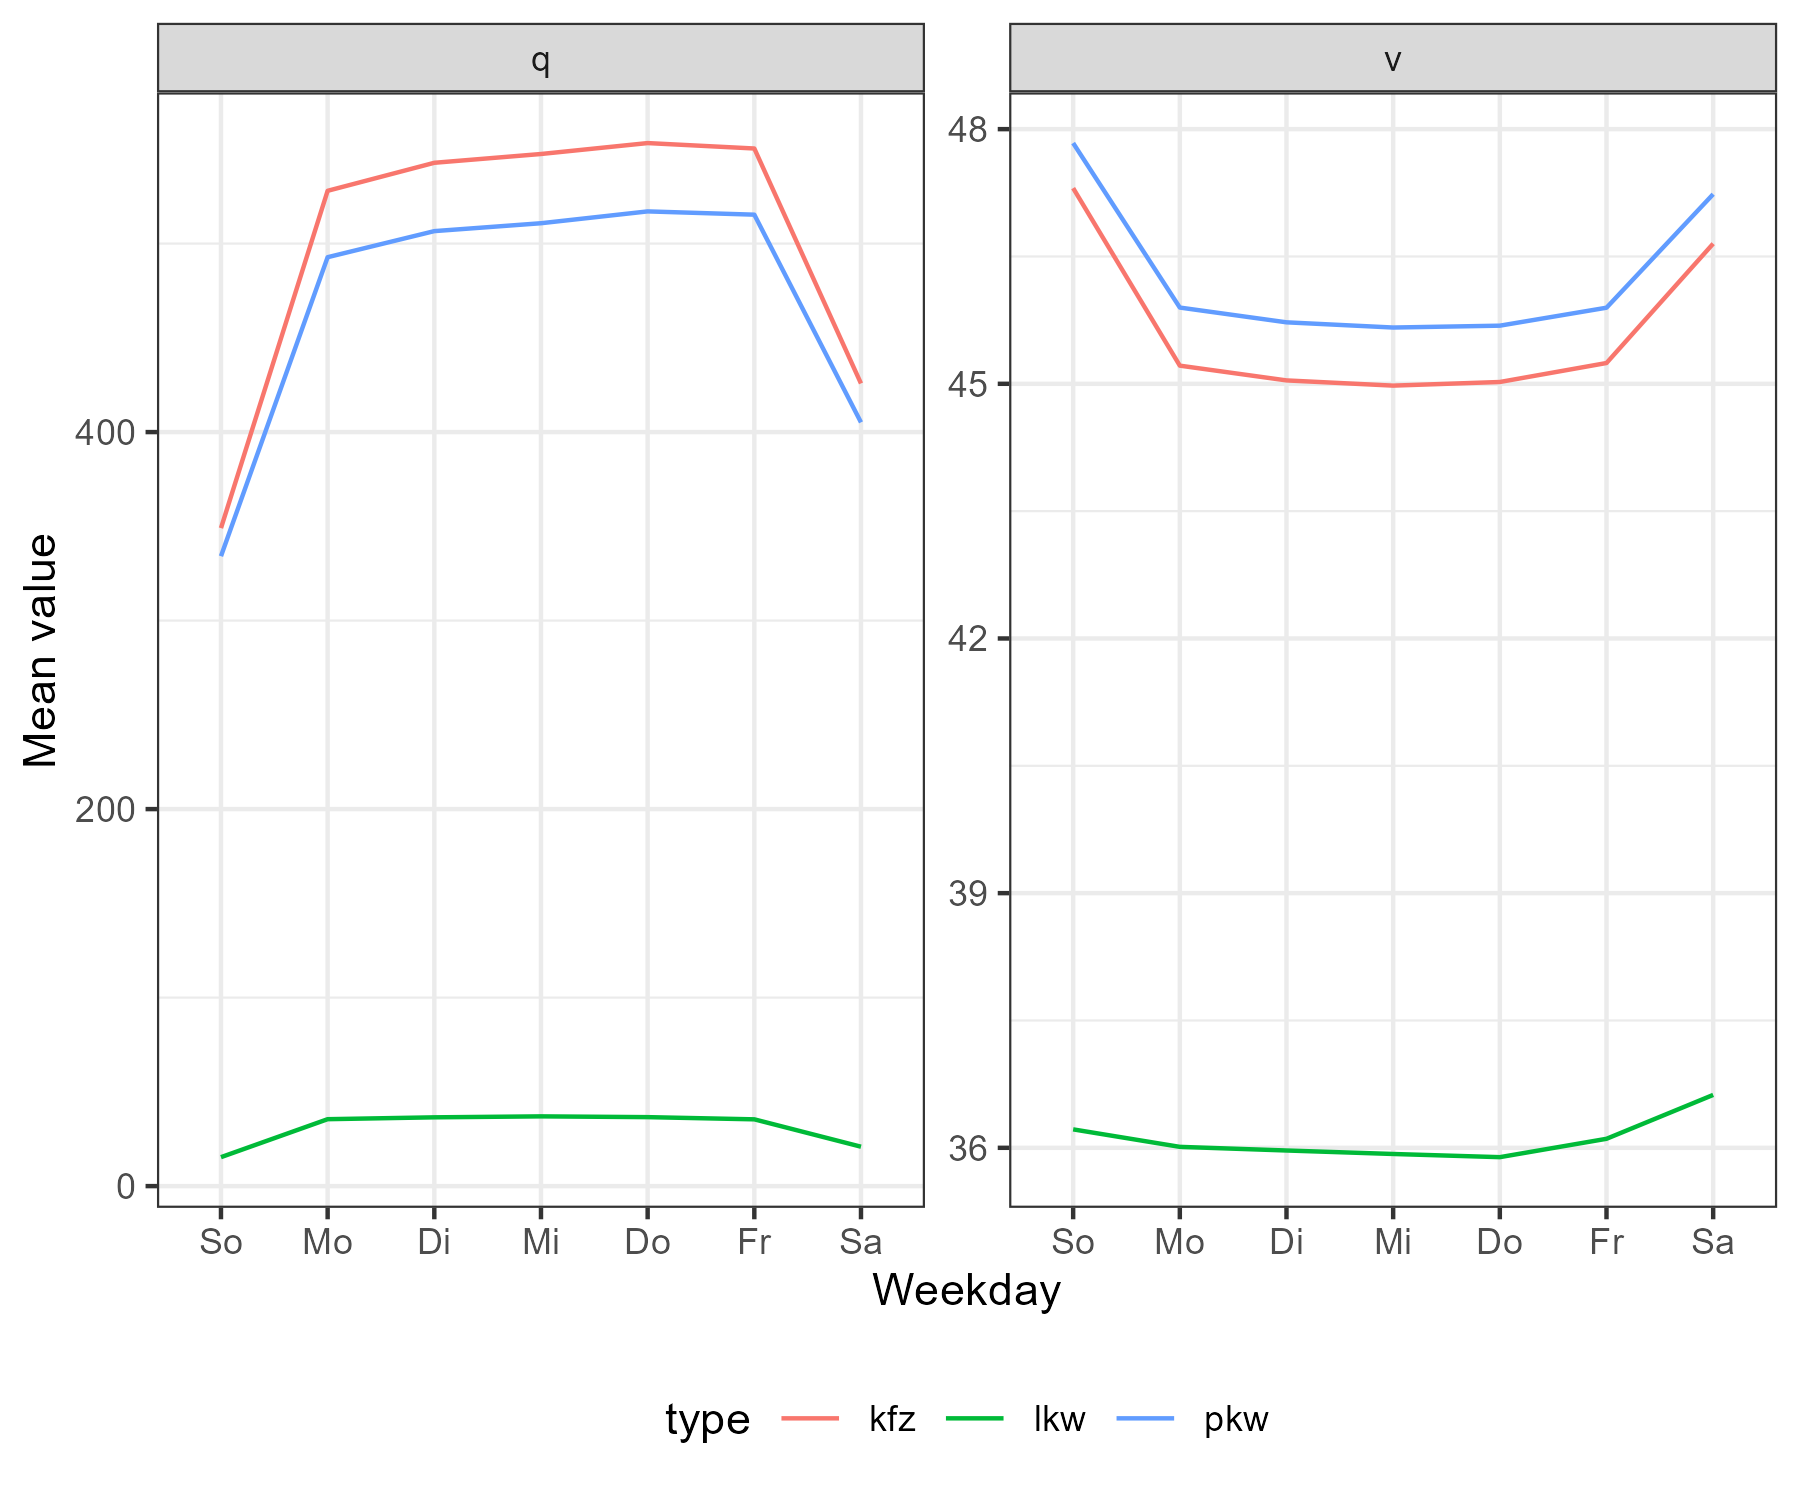 q
v
Mean value
400
200
0
48
45
42
39
36
So Mo Di Mi Do Fr Sa
So Mo Di Mi Do Fr Sa
Weekday
type kfz lkw pkw